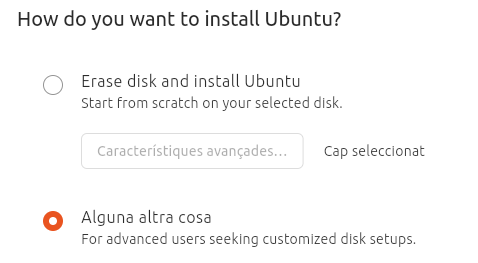 How do you want to install Ubuntu?
Erase disk and install Ubuntu
Start from scratch on your selected disk.
Característiques avançades... Cap seleccionat
Alguna altra cosa
For advanced users seeking customized disk setups.